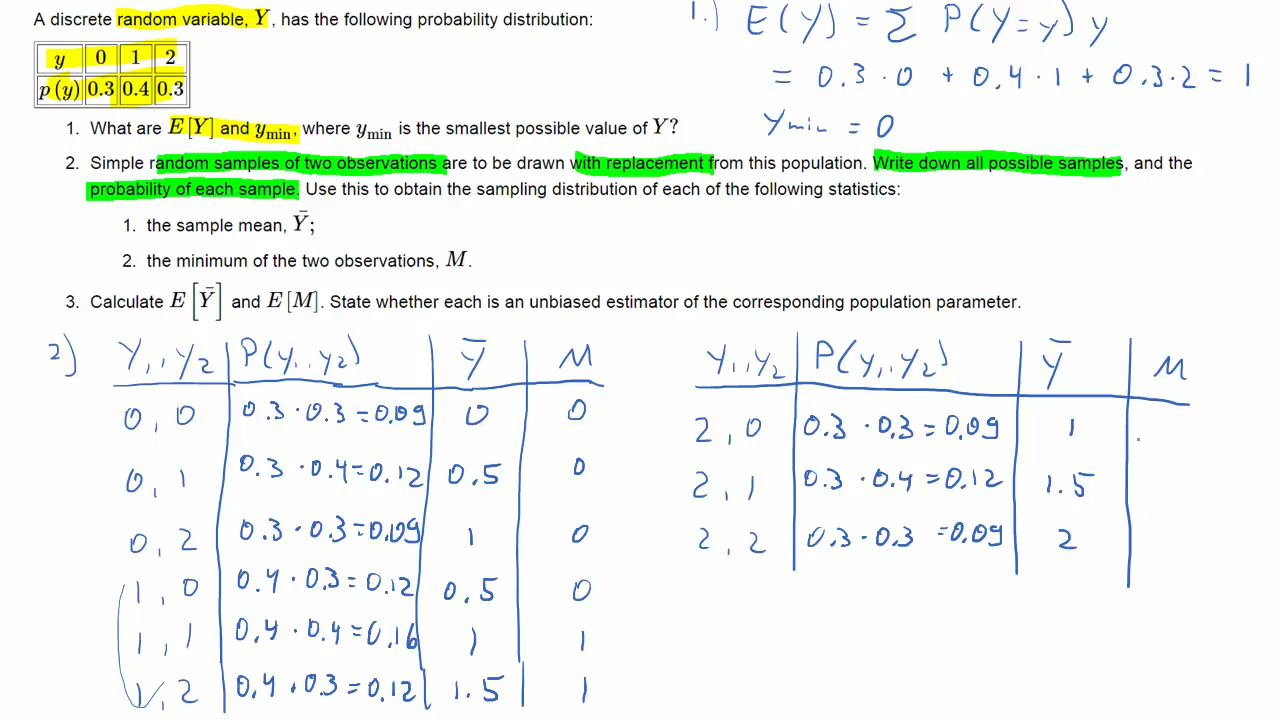 A discrete random variable, Y, has the following probability distribution:
y 0 1 2
p(y) 0.3 0.4 0.3
1. What are E[Y] and y_min, where y_min is the smallest possible value of Y?
2. Simple random samples of two observations are to be drawn with replacement from this population. Write down all possible samples, and the
probability of each sample. Use this to obtain the sampling distribution of each of the following statistics:
1. the sample mean, Ȳ;
2. the minimum of the two observations, M.
3. Calculate E[Ȳ] and E[M]. State whether each is an unbiased estimator of the corresponding population parameter.
1.) E(Y) = Σ P(Y=y) y
= 0.3 · 0 + 0.4 · 1 + 0.3 · 2 = 1
Y min = 0
2) Y1, Y2 P(Y1, Y2) Ȳ M
0, 0 0.3 · 0.3 = 0.09 0 0
0, 1 0.3 · 0.4 = 0.12 0.5 0
0, 2 0.3 · 0.3 = 0.09 1 0
1, 0 0.4 · 0.3 = 0.12 0.5 0
1, 1 0.4 · 0.4 = 0.16 1 1
1, 2 0.4 · 0.3 = 0.12 1.5 1
Y1, Y2 P(Y1, Y2) Ȳ M
2, 0 0.3 · 0.3 = 0.09 1
2, 1 0.3 · 0.4 = 0.12 1.5
2, 2 0.3 · 0.3 = 0.09 2